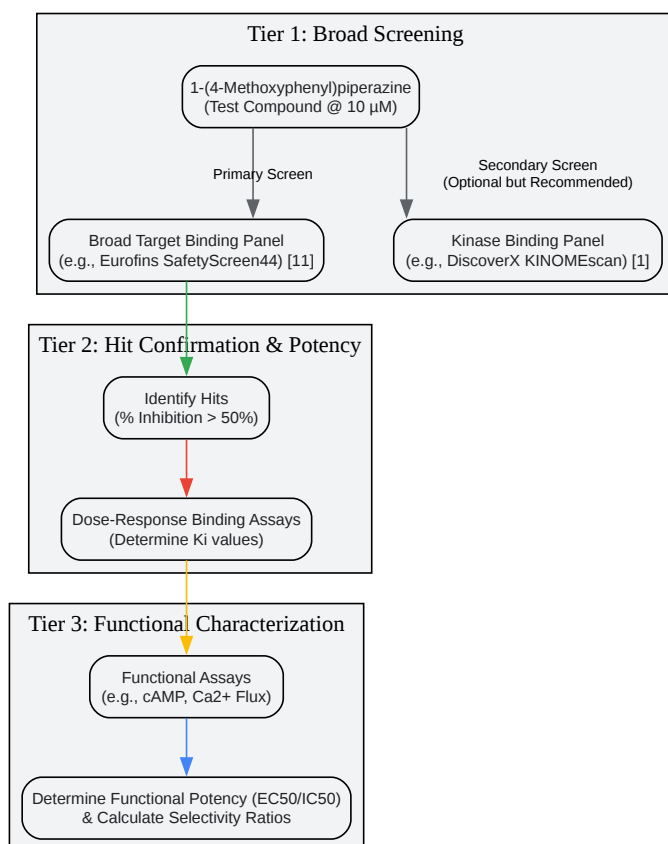 Tier 1: Broad Screening
1-(4-Methoxyphenyl)piperazine
(Test Compound @ 10 µM)
Primary Screen
Secondary Screen
(Optional but Recommended)
Broad Target Binding Panel
(e.g., Eurofins SafetyScreen44) [11]
Kinase Binding Panel
(e.g., DiscoverX KINOMEscan) [1]
Tier 2: Hit Confirmation & Potency
Identify Hits
(% Inhibition > 50%)
Dose-Response Binding Assays
(Determine Ki values)
Tier 3: Functional Characterization
Functional Assays
(e.g., cAMP, Ca2+ Flux)
Determine Functional Potency (EC50/IC50)
& Calculate Selectivity Ratios